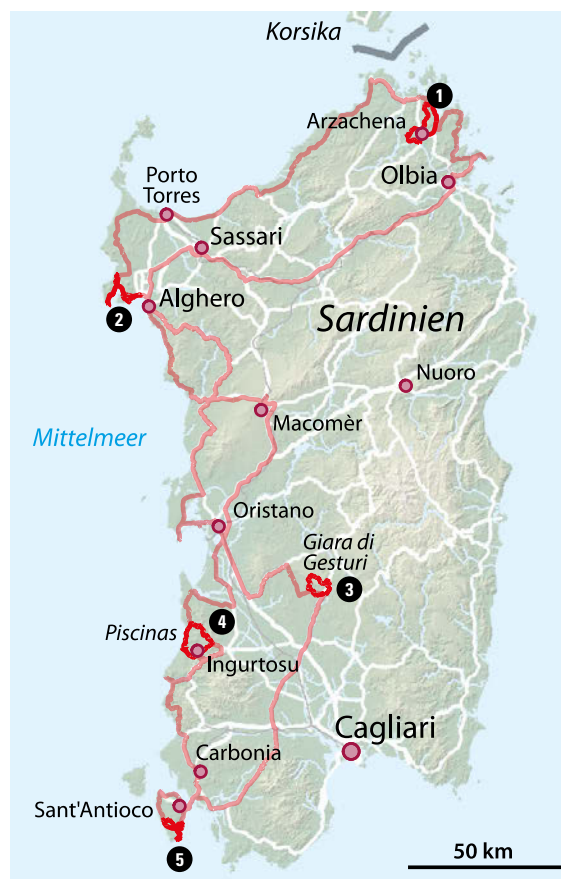 Korsika
1
Arzachena
Olbia
Porto
Torres
Sassari
2
Alghero
Sardinien
Nuoro
Macomèr
Mittelmeer
Oristano
Giara di
Gesturi
3
4
Piscinas
Ingurtosu
Cagliari
Carbonia
Sant'Antioco
5
50 km